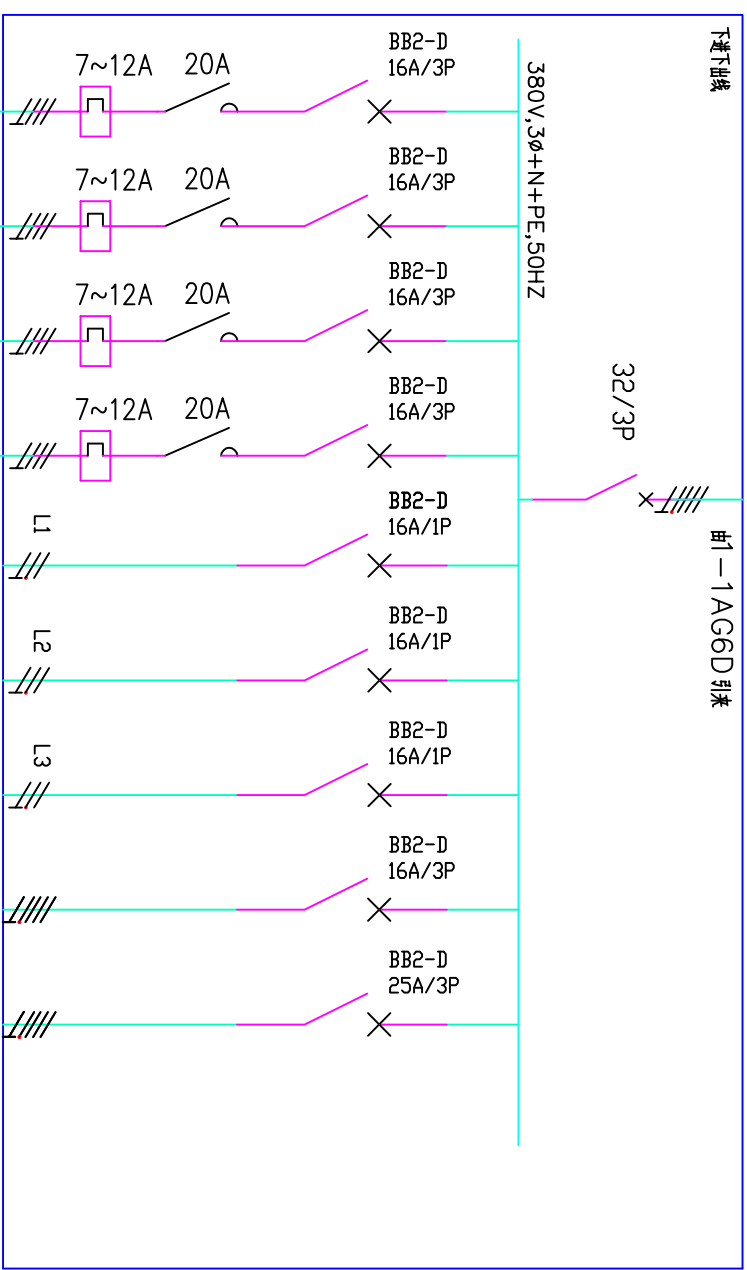 下进下出线
380V,3ø+N+PE,50HZ
32/3P
由1-1AG6D引来
7~12A
20A
BB2-D
16A/3P
7~12A
20A
BB2-D
16A/3P
7~12A
20A
BB2-D
16A/3P
7~12A
20A
BB2-D
16A/3P
L1
BB2-D
16A/1P
L2
BB2-D
16A/1P
L3
BB2-D
16A/1P
BB2-D
16A/3P
BB2-D
25A/3P